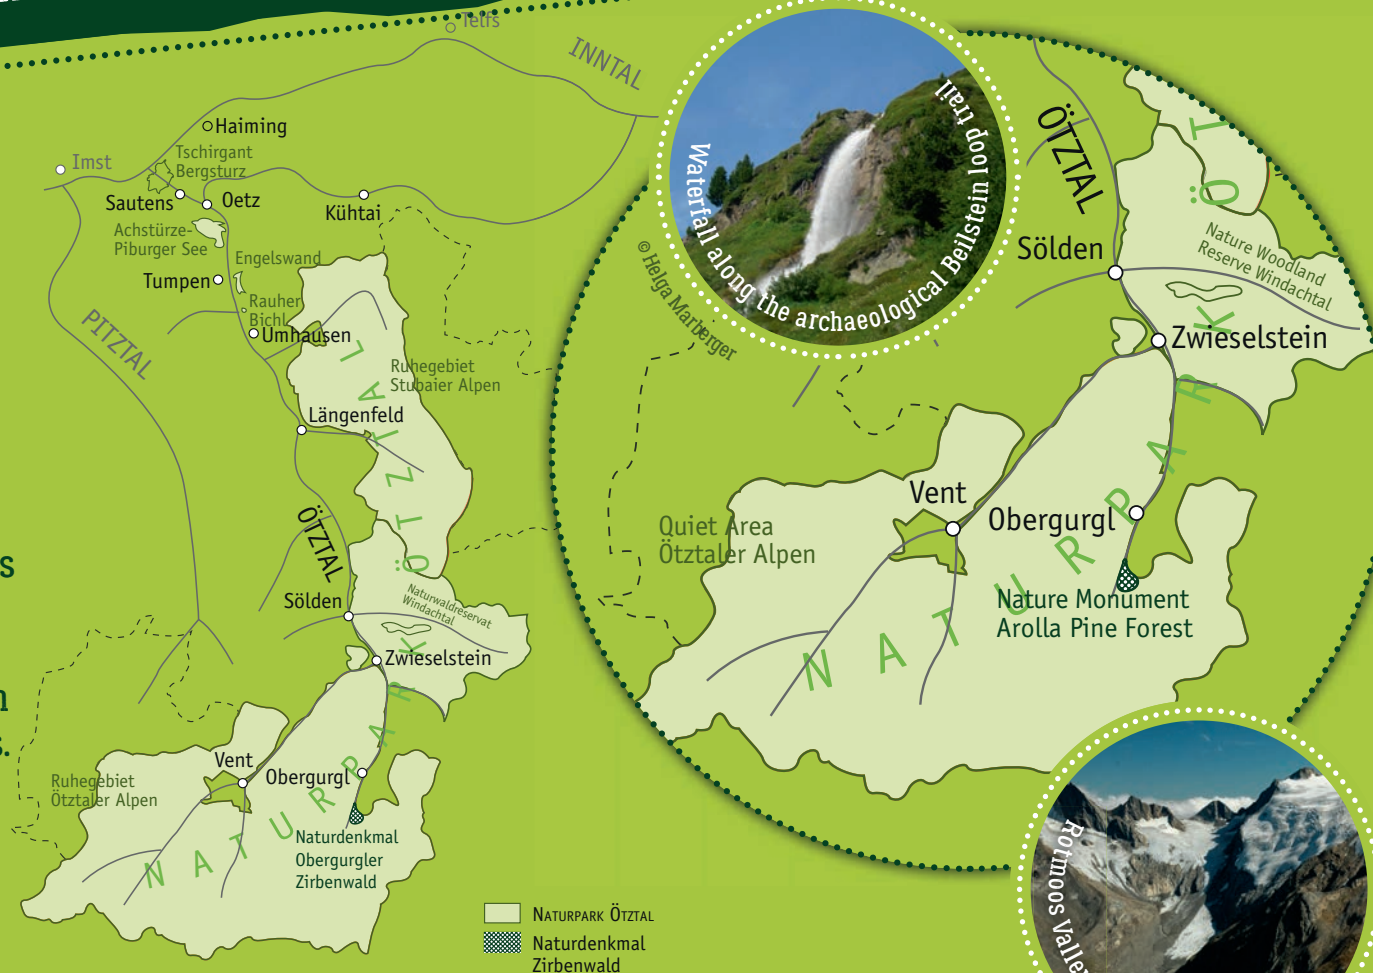 Telfs
INNTAL
Haiming
Imst
Tschirgant
Bergsturz
Sautens
Oetz
Kühtai
Achstürze-
Piburger See
Engelswand
Tumpen
Rauher
Bichl
Umhausen
PITZTAL
Ruhegebiet
Stubaier Alpen
Längenfeld
ÖTZTAL
Sölden
Naturwaldreservat
Windachtal
Zwieselstein
Vent
Obergurgl
Ruhegebiet
Ötztaler Alpen
NATURPARK ÖTZTAL
Naturdenkmal
Obergurgler
Zirbenwald
NATURPARK ÖTZTAL
Naturdenkmal
Zirbenwald
Waterfall along the archaeological Beilstein loop trail
© Helga Marberger
ÖTZTAL
Sölden
Nature Woodland
Reserve Windachtal
Zwieselstein
Vent
Obergurgl
Quiet Area
Ötztaler Alpen
Nature Monument
Arolla Pine Forest
NATURPARK ÖT
Rotmoos Valley